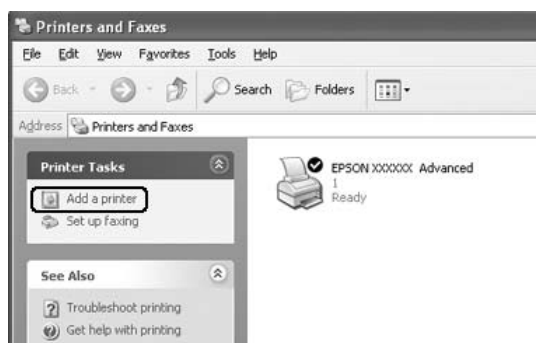 Printers and Faxes
File Edit View Favorites Tools Help
Back Search Folders
Address Printers and Faxes
Printer Tasks
Add a printer
Set up faxing
See Also
Troubleshoot printing
Get help with printing
EPSON XXXXXX Advanced
1
Ready